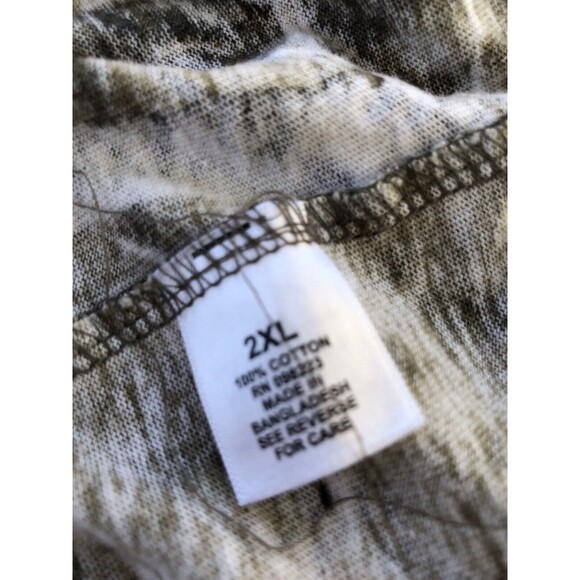 2XL
100% COTTON
RN
MADE IN
BANGLADESH
SEE REVERSE
FOR CARE